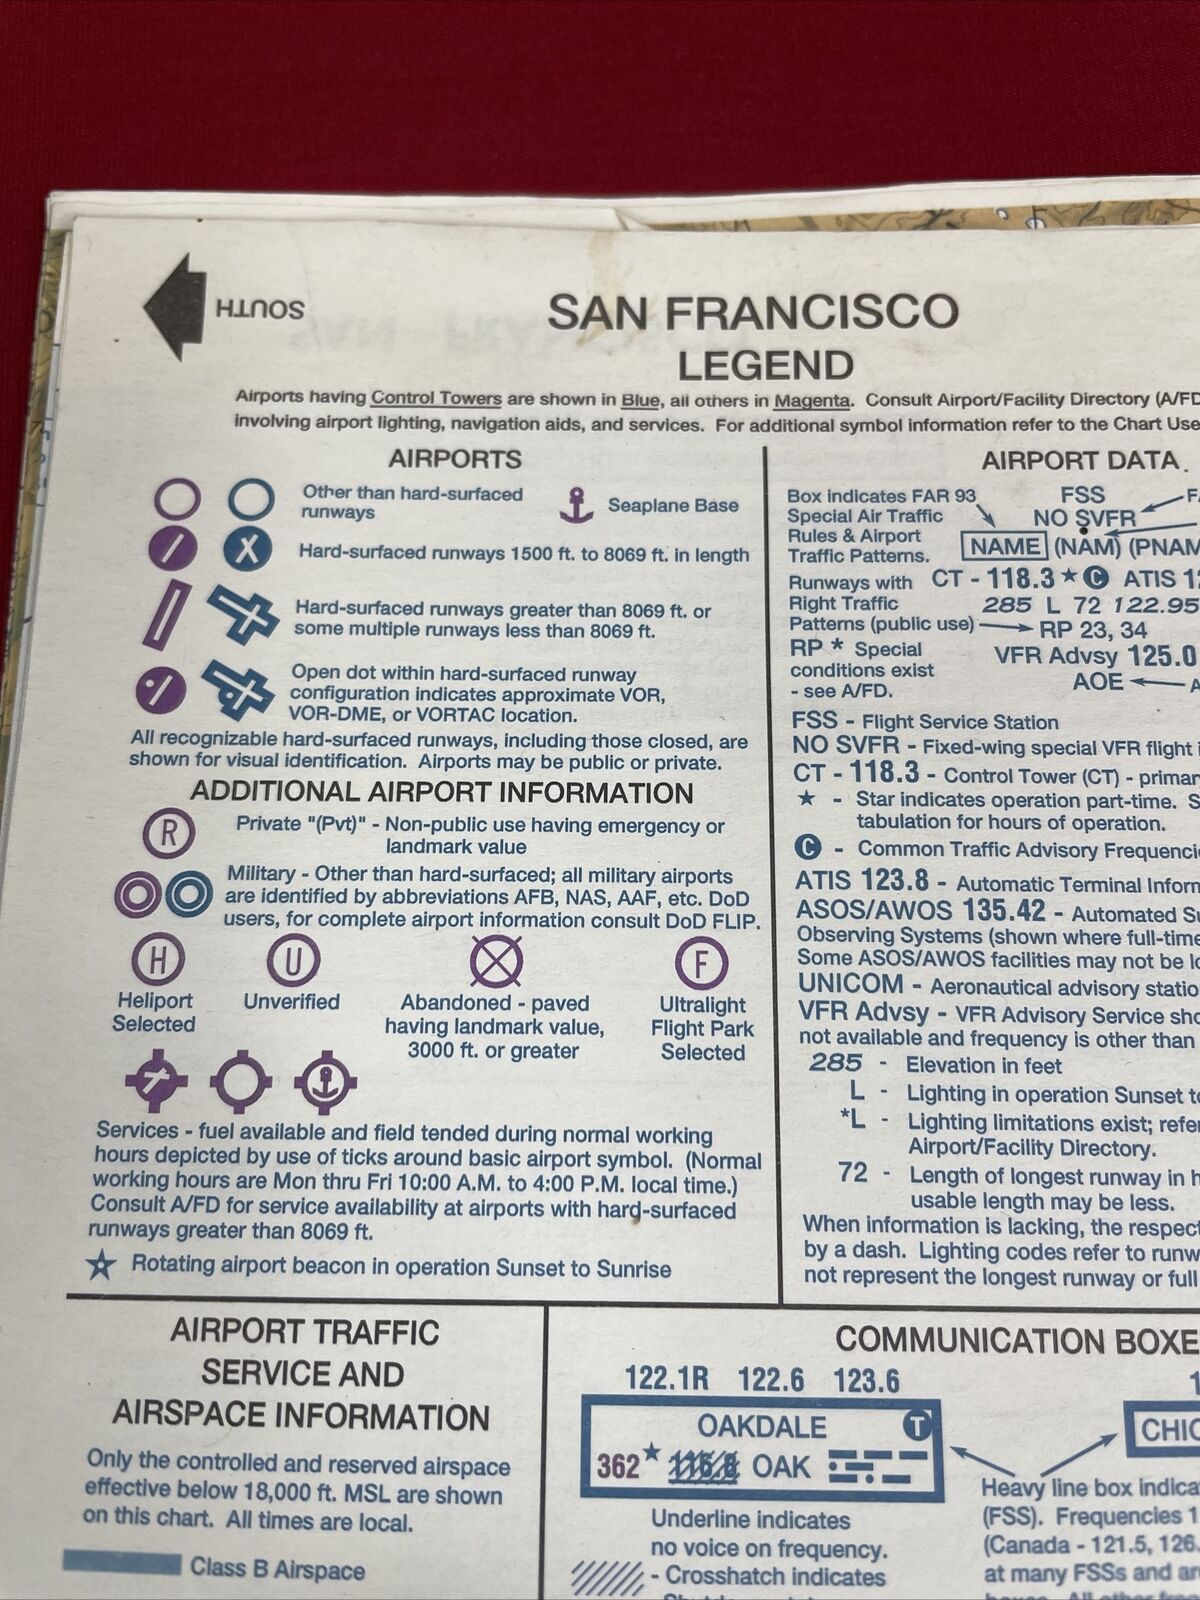 SOUTH
SAN FRANCISCO
LEGEND
Airports having Control Towers are shown in Blue, all others in Magenta. Consult Airport/Facility Directory (A/FD
involving airport lighting, navigation aids, and services. For additional symbol information refer to the Chart Use
AIRPORTS
Other than hard-surfaced
runways
Seaplane Base
Hard-surfaced runways 1500 ft. to 8069 ft. in length
Hard-surfaced runways greater than 8069 ft. or
some multiple runways less than 8069 ft.
Open dot within hard-surfaced runway
configuration indicates approximate VOR,
VOR-DME, or VORTAC location.
All recognizable hard-surfaced runways, including those closed, are
shown for visual identification. Airports may be public or private.
ADDITIONAL AIRPORT INFORMATION
R
Private "(Pvt)" - Non-public use having emergency or
landmark value
Military - Other than hard-surfaced; all military airports
are identified by abbreviations AFB, NAS, AAF, etc. DoD
users, for complete airport information consult DoD FLIP.
H
Heliport
Selected
U
Unverified
Abandoned - paved
having landmark value,
3000 ft. or greater
F
Ultralight
Flight Park
Selected
Services - fuel available and field tended during normal working
hours depicted by use of ticks around basic airport symbol. (Normal
working hours are Mon thru Fri 10:00 A.M. to 4:00 P.M. local time.)
Consult A/FD for service availability at airports with hard-surfaced
runways greater than 8069 ft.
Rotating airport beacon in operation Sunset to Sunrise
AIRPORT DATA
Box indicates FAR 93
Special Air Traffic
Rules & Airport
Traffic Patterns.
FSS
NO SVFR
NAME (NAM) (PNAM
Runways with
Right Traffic
Patterns (public use)
CT - 118.3 ★ C ATIS 12
285 L 72 122.95
RP 23, 34
RP * Special
conditions exist
- see A/FD.
VFR Advsy 125.0
AOE
FSS - Flight Service Station
NO SVFR - Fixed-wing special VFR flight i
CT - 118.3 - Control Tower (CT) - primar
★ - Star indicates operation part-time. S
tabulation for hours of operation.
C - Common Traffic Advisory Frequenci
ATIS 123.8 - Automatic Terminal Inform
ASOS/AWOS 135.42 - Automated Su
Observing Systems (shown where full-time
Some ASOS/AWOS facilities may not be lo
UNICOM - Aeronautical advisory statio
VFR Advsy - VFR Advisory Service sho
not available and frequency is other than
285 - Elevation in feet
L - Lighting in operation Sunset to
*L - Lighting limitations exist; refer
Airport/Facility Directory.
72 - Length of longest runway in h
usable length may be less.
When information is lacking, the respect
by a dash. Lighting codes refer to runw
not represent the longest runway or full
AIRPORT TRAFFIC
SERVICE AND
AIRSPACE INFORMATION
Only the controlled and reserved airspace
effective below 18,000 ft. MSL are shown
on this chart. All times are local.
Class B Airspace
COMMUNICATION BOXE
122.1R 122.6 123.6
OAKDALE T
362 ★ 116.8 OAK
Underline indicates
no voice on frequency.
- Crosshatch indicates
CHIC
Heavy line box indica
(FSS). Frequencies 1
(Canada - 121.5, 126.
at many FSSs and are